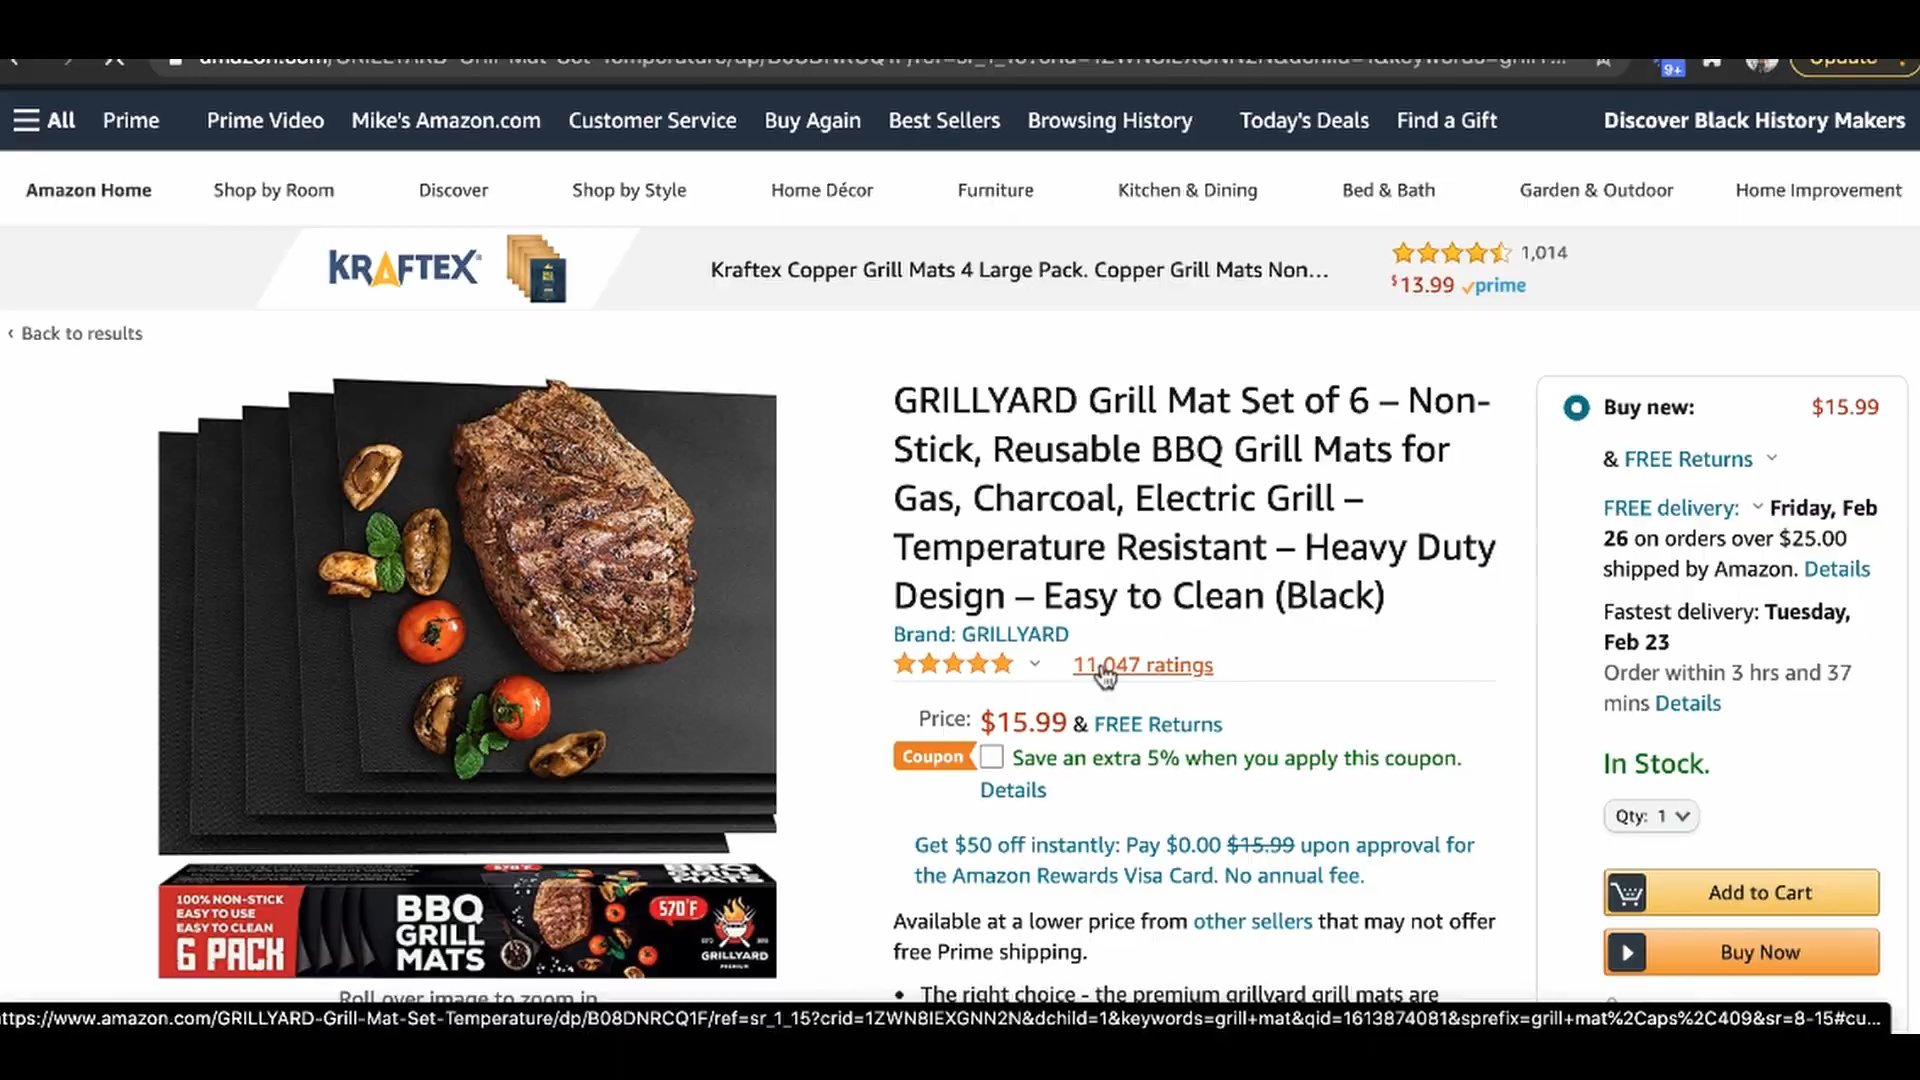 All Prime Prime Video Mike's Amazon.com Customer Service Buy Again Best Sellers Browsing History Today's Deals Find a Gift Discover Black History Makers
Amazon Home Shop by Room Discover Shop by Style Home Décor Furniture Kitchen & Dining Bed & Bath Garden & Outdoor Home Improvement
KRAFTEX
Kraftex Copper Grill Mats 4 Large Pack. Copper Grill Mats Non...
1,014
$13.99 prime
‹ Back to results
GRILLYARD Grill Mat Set of 6 – Non-
Stick, Reusable BBQ Grill Mats for
Gas, Charcoal, Electric Grill –
Temperature Resistant – Heavy Duty
Design – Easy to Clean (Black)
Brand: GRILLYARD
11,047 ratings
Price: $15.99 & FREE Returns
Coupon Save an extra 5% when you apply this coupon.
Details
Get $50 off instantly: Pay $0.00 $15.99 upon approval for
the Amazon Rewards Visa Card. No annual fee.
Available at a lower price from other sellers that may not offer
free Prime shipping.
• The right choice - the premium grillyard grill mats are
Buy new: $15.99
& FREE Returns
FREE delivery: Friday, Feb
26 on orders over $25.00
shipped by Amazon. Details
Fastest delivery: Tuesday,
Feb 23
Order within 3 hrs and 37
mins Details
In Stock.
Qty: 1
Add to Cart
Buy Now
100% NON-STICK
EASY TO USE
EASY TO CLEAN
6 PACK
BBQ
GRILL
MATS
570°F
GRILLYARD
Roll over image to zoom in
ttps://www.amazon.com/GRILLYARD-Grill-Mat-Set-Temperature/dp/B08DNRCQ1F/ref=sr_1_15?crid=1ZWN8IEXGNN2N&dchild=1&keywords=grill+mat&qid=1613874081&sprefix=grill+mat%2Caps%2C409&sr=8-15#cu...
9+
Update